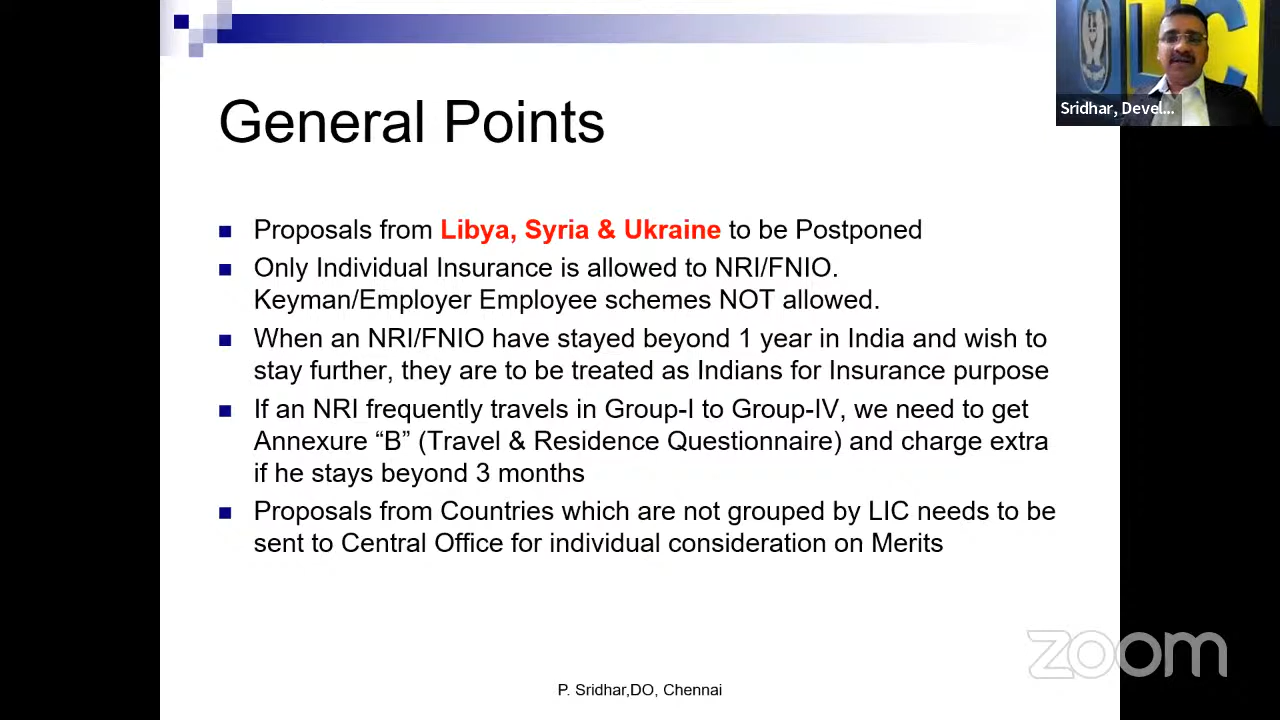 General Points
Proposals from Libya, Syria & Ukraine to be Postponed
Only Individual Insurance is allowed to NRI/FNIO.
Keyman/Employer Employee schemes NOT allowed.
When an NRI/FNIO have stayed beyond 1 year in India and wish to
stay further, they are to be treated as Indians for Insurance purpose
If an NRI frequently travels in Group-I to Group-IV, we need to get
Annexure “B” (Travel & Residence Questionnaire) and charge extra
if he stays beyond 3 months
Proposals from Countries which are not grouped by LIC needs to be
sent to Central Office for individual consideration on Merits
P. Sridhar,DO, Chennai
LIC
Sridhar, Devel...
zoom